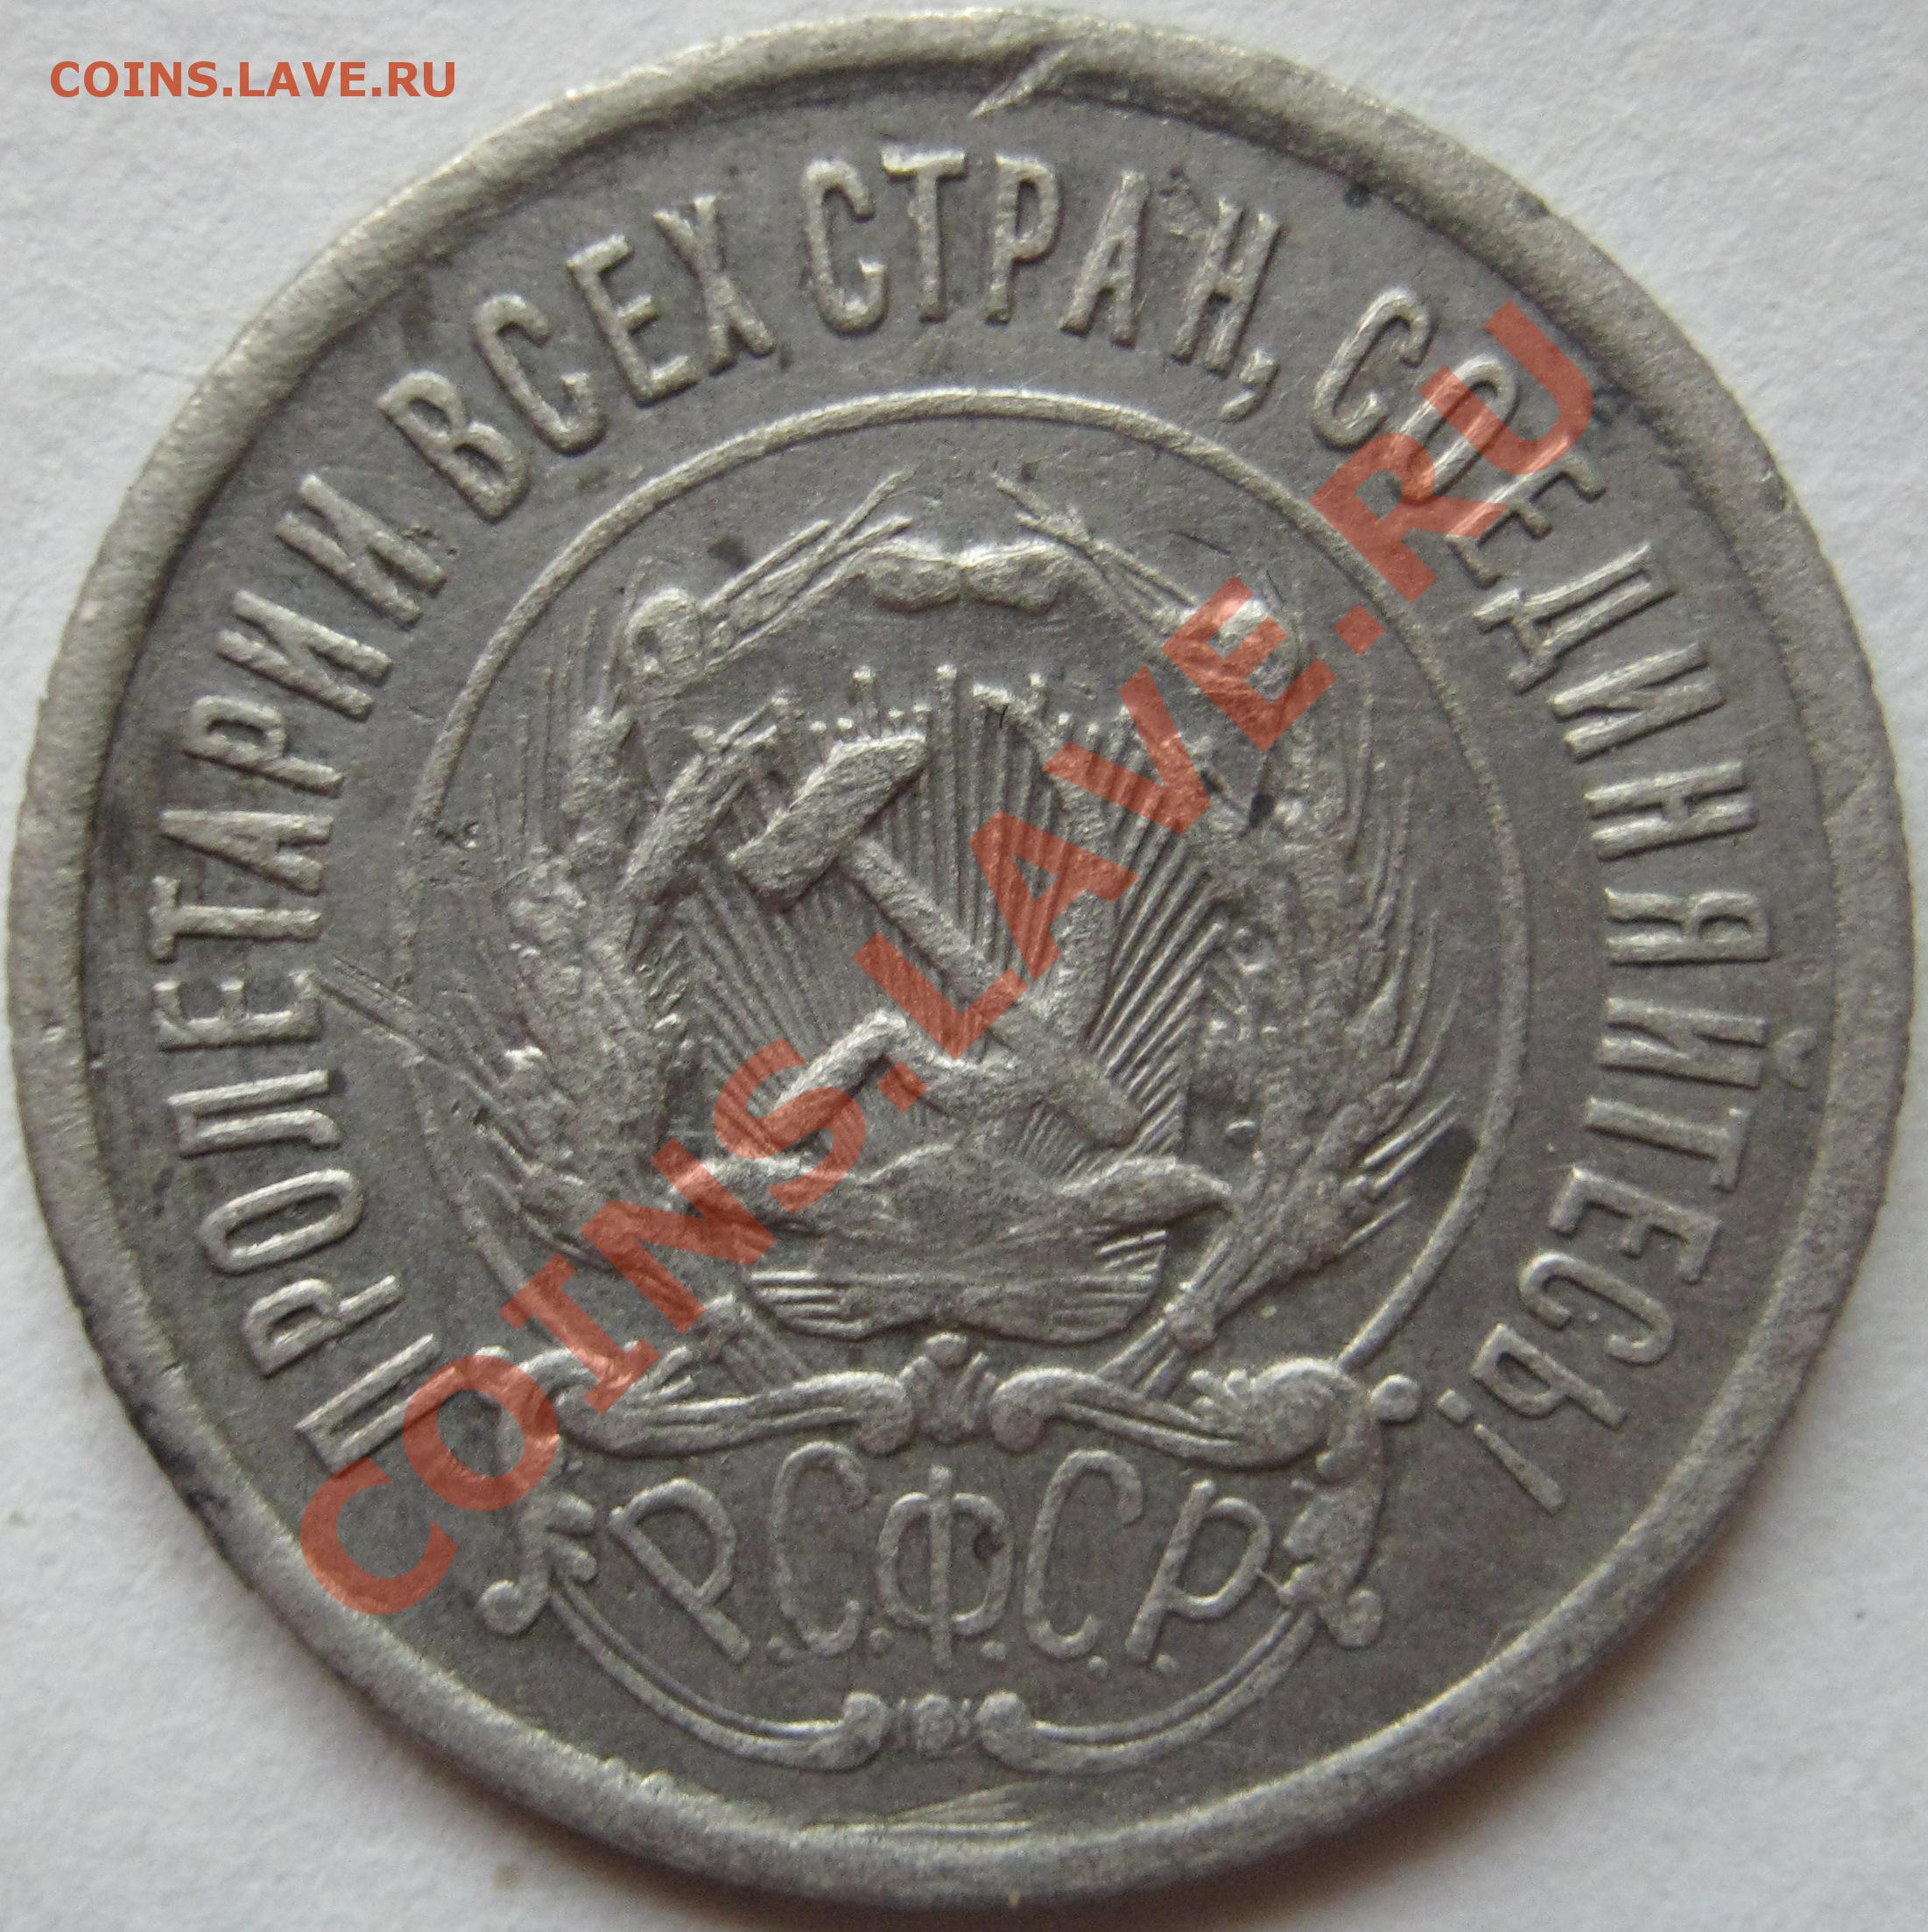 COINS.LAVE.RU
ПРОЛЕТАРИИ ВСЕХ СТРАН, СОЕДИНЯЙТЕСЬ!
COINS.LAVE.RU
Р.С.Ф.С.Р.